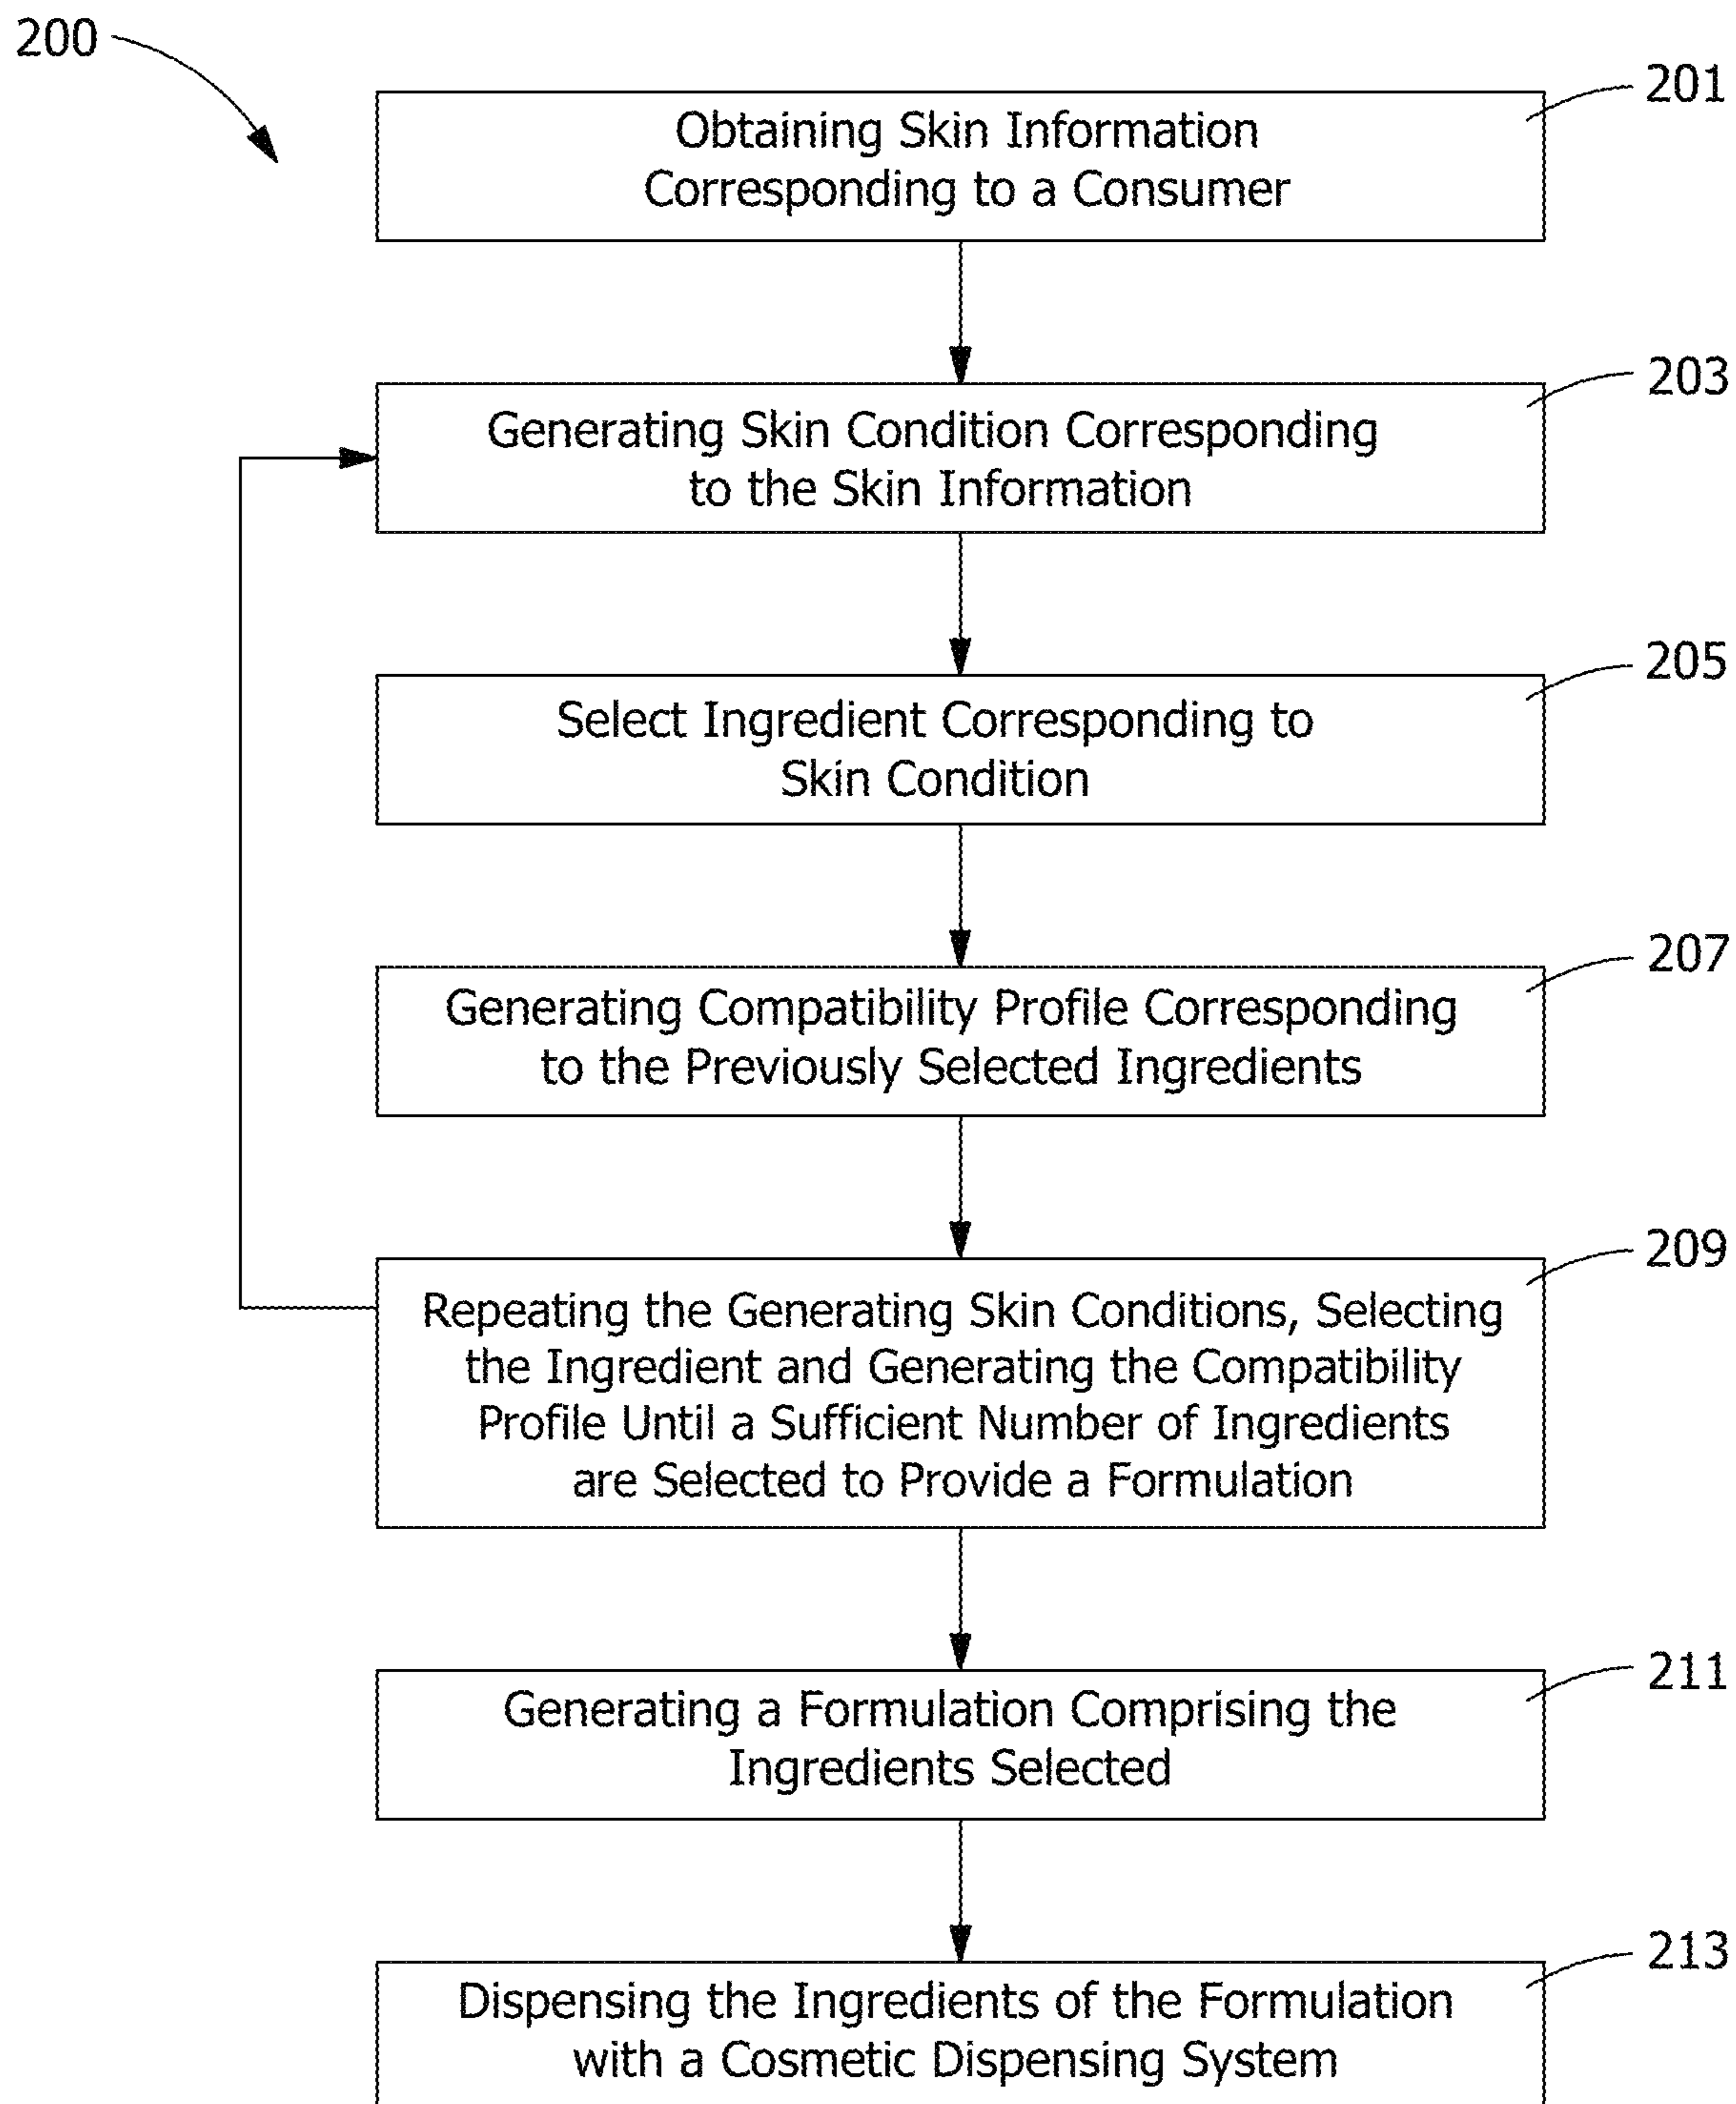 200
201
Obtaining Skin Information
Corresponding to a Consumer
203
Generating Skin Condition Corresponding
to the Skin Information
205
Select Ingredient Corresponding to
Skin Condition
207
Generating Compatibility Profile Corresponding
to the Previously Selected Ingredients
209
Repeating the Generating Skin Conditions, Selecting
the Ingredient and Generating the Compatibility
Profile Until a Sufficient Number of Ingredients
are Selected to Provide a Formulation
211
Generating a Formulation Comprising the
Ingredients Selected
213
Dispensing the Ingredients of the Formulation
with a Cosmetic Dispensing System